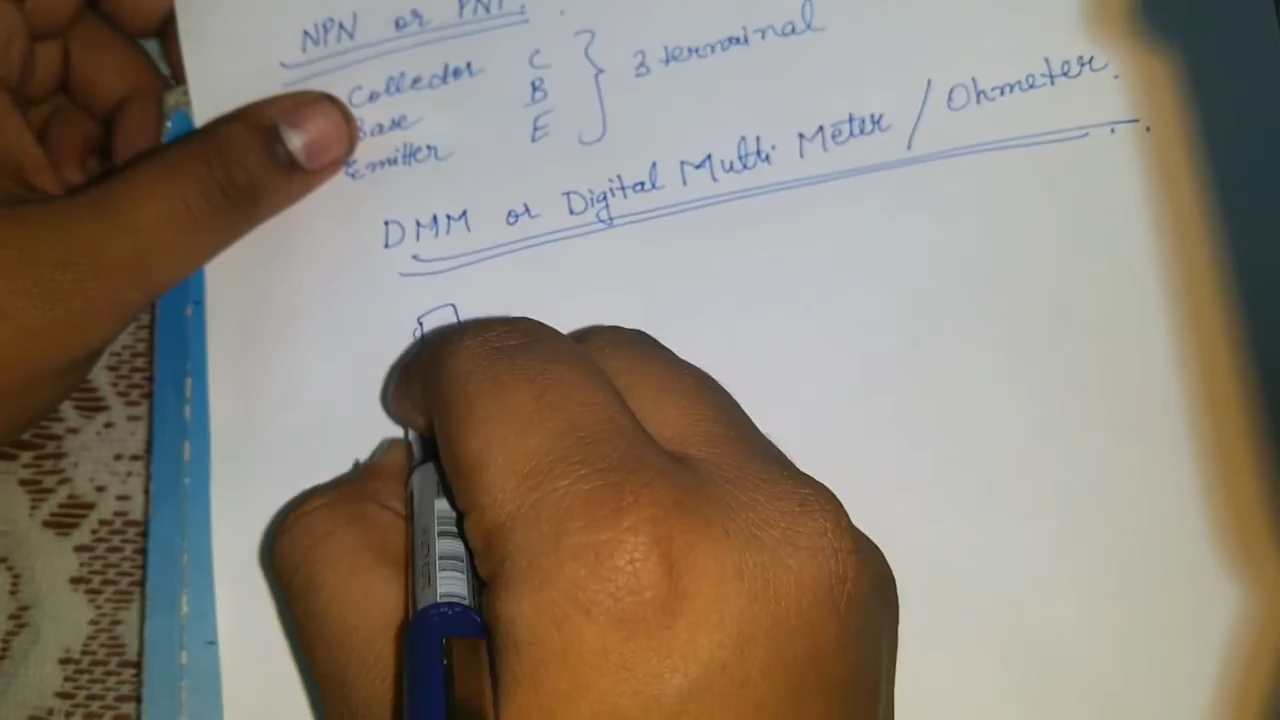 NPN or PNP.
Collector C
Base B } 3 terminal
Emitter E
DMM or Digital Multi Meter / Ohmeter.